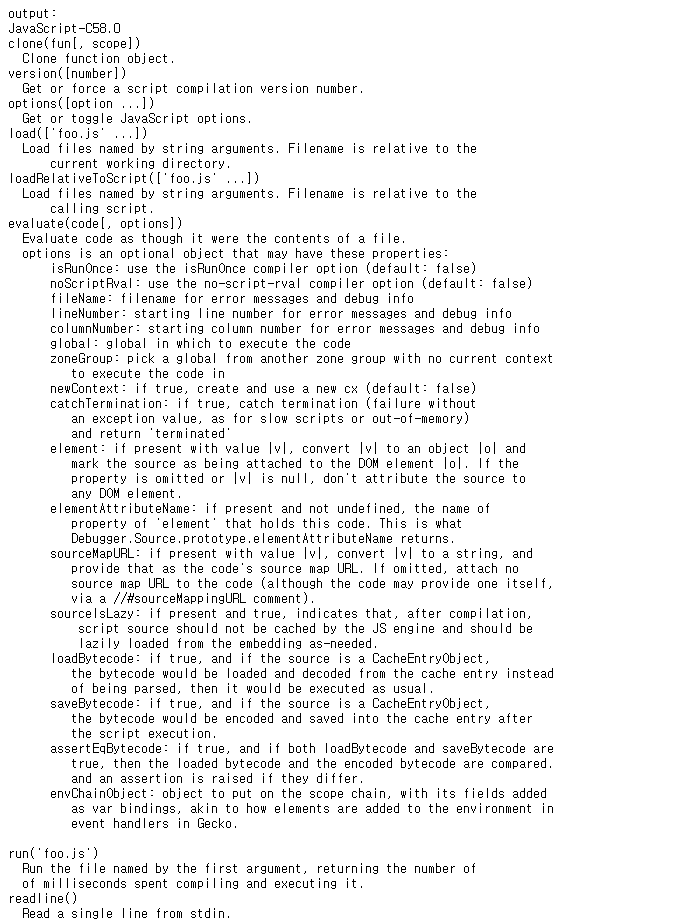 output:
JavaScript-C58.0
clone(fun[, scope])
  Clone function object.
version([number])
  Get or force a script compilation version number.
options([option ...])
  Get or toggle JavaScript options.
load(['foo.js' ...])
  Load files named by string arguments. Filename is relative to the
      current working directory.
loadRelativeToScript(['foo.js' ...])
  Load files named by string arguments. Filename is relative to the
      calling script.
evaluate(code[, options])
  Evaluate code as though it were the contents of a file.
  options is an optional object that may have these properties:
      isRunOnce: use the isRunOnce compiler option (default: false)
      noScriptRval: use the no-script-rval compiler option (default: false)
      fileName: filename for error messages and debug info
      lineNumber: starting line number for error messages and debug info
      columnNumber: starting column number for error messages and debug info
      global: global in which to execute the code
      zoneGroup: pick a global from another zone group with no current context
         to execute the code in
      newContext: if true, create and use a new cx (default: false)
      catchTermination: if true, catch termination (failure without
         an exception value, as for slow scripts or out-of-memory)
         and return 'terminated'
      element: if present with value |v|, convert |v| to an object |o| and
         mark the source as being attached to the DOM element |o|. If the
         property is omitted or |v| is null, don't attribute the source to
         any DOM element.
      elementAttributeName: if present and not undefined, the name of
         property of 'element' that holds this code. This is what
         Debugger.Source.prototype.elementAttributeName returns.
      sourceMapURL: if present with value |v|, convert |v| to a string, and
         provide that as the code's source map URL. If omitted, attach no
         source map URL to the code (although the code may provide one itself,
         via a //#sourceMappingURL comment).
      sourceIsLazy: if present and true, indicates that, after compilation,
          script source should not be cached by the JS engine and should be
          lazily loaded from the embedding as-needed.
      loadBytecode: if true, and if the source is a CacheEntryObject,
         the bytecode would be loaded and decoded from the cache entry instead
         of being parsed, then it would be executed as usual.
      saveBytecode: if true, and if the source is a CacheEntryObject,
         the bytecode would be encoded and saved into the cache entry after
         the script execution.
      assertEqBytecode: if true, and if both loadBytecode and saveBytecode are
         true, then the loaded bytecode and the encoded bytecode are compared.
         and an assertion is raised if they differ.
      envChainObject: object to put on the scope chain, with its fields added
         as var bindings, akin to how elements are added to the environment in
         event handlers in Gecko.

run('foo.js')
  Run the file named by the first argument, returning the number of
  of milliseconds spent compiling and executing it.
readline()
  Read a single line from stdin.